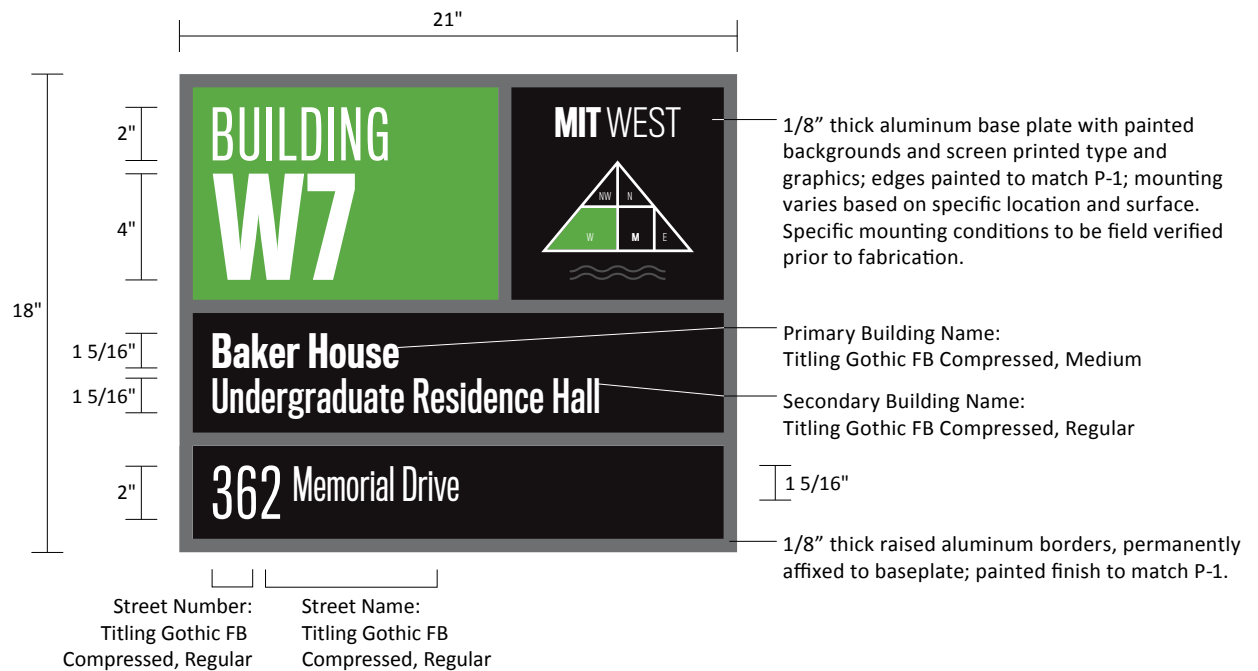 21"
18"
2"
4"
1 5/16"
1 5/16"
2"
BUILDING
W7
MIT WEST
NW N
W M E
Baker House
Undergraduate Residence Hall
362 Memorial Drive
1/8” thick aluminum base plate with painted
backgrounds and screen printed type and
graphics; edges painted to match P-1; mounting
varies based on specific location and surface.
Specific mounting conditions to be field verified
prior to fabrication.
Primary Building Name:
Titling Gothic FB Compressed, Medium
Secondary Building Name:
Titling Gothic FB Compressed, Regular
1 5/16"
1/8” thick raised aluminum borders, permanently
affixed to baseplate; painted finish to match P-1.
Street Number:
Titling Gothic FB
Compressed, Regular
Street Name:
Titling Gothic FB
Compressed, Regular